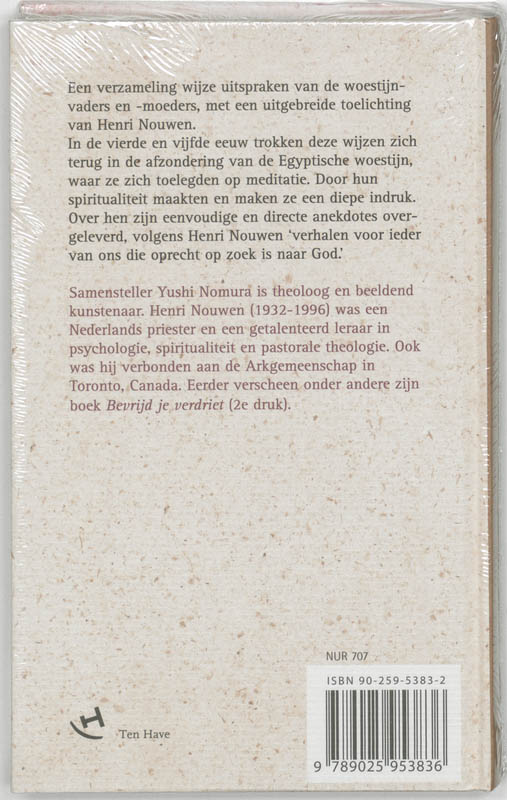 Een verzameling wijze uitspraken van de woestijn-
vaders en -moeders, met een uitgebreide toelichting
van Henri Nouwen.
In de vierde en vijfde eeuw trokken deze wijzen zich
terug in de afzondering van de Egyptische woestijn,
waar ze zich toelegden op meditatie. Door hun
spiritualiteit maakten en maken ze een diepe indruk.
Over hen zijn eenvoudige en directe anekdotes over-
geleverd, volgens Henri Nouwen ‘verhalen voor ieder
van ons die oprecht op zoek is naar God.’
Samensteller Yushi Nomura is theoloog en beeldend
kunstenaar. Henri Nouwen (1932-1996) was een
Nederlands priester en een getalenteerd leraar in
psychologie, spiritualiteit en pastorale theologie. Ook
was hij verbonden aan de Arkgemeenschap in
Toronto, Canada. Eerder verscheen onder andere zijn
boek Bevrijd je verdriet (2e druk).
NUR 707
ISBN 90-259-5383-2
9 789025 953836
Ten Have